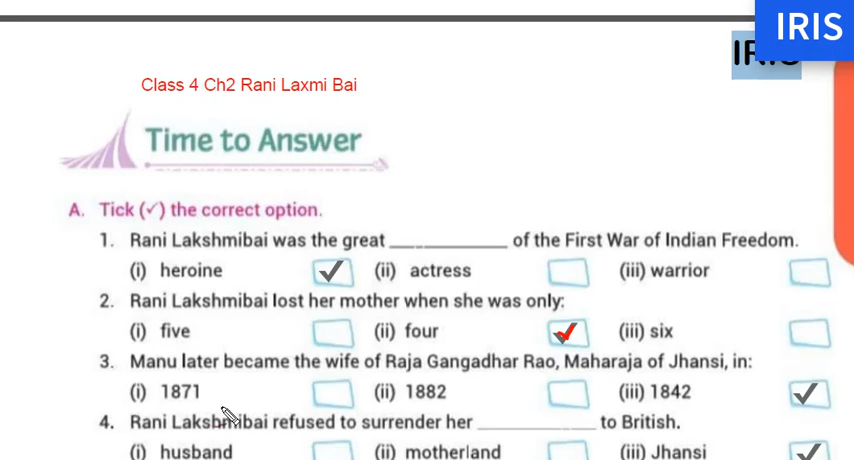 IRIS
Class 4 Ch2 Rani Laxmi Bai
Time to Answer
A. Tick (✓) the correct option.
1. Rani Lakshmibai was the great ____________ of the First War of Indian Freedom.
(i) heroine ✓ (ii) actress (iii) warrior
2. Rani Lakshmibai lost her mother when she was only:
(i) five (ii) four ✓ (iii) six
3. Manu later became the wife of Raja Gangadhar Rao, Maharaja of Jhansi, in:
(i) 1871 (ii) 1882 (iii) 1842 ✓
4. Rani Lakshmibai refused to surrender her ____________ to British.
(i) husband (ii) motherland (iii) Jhansi ✓